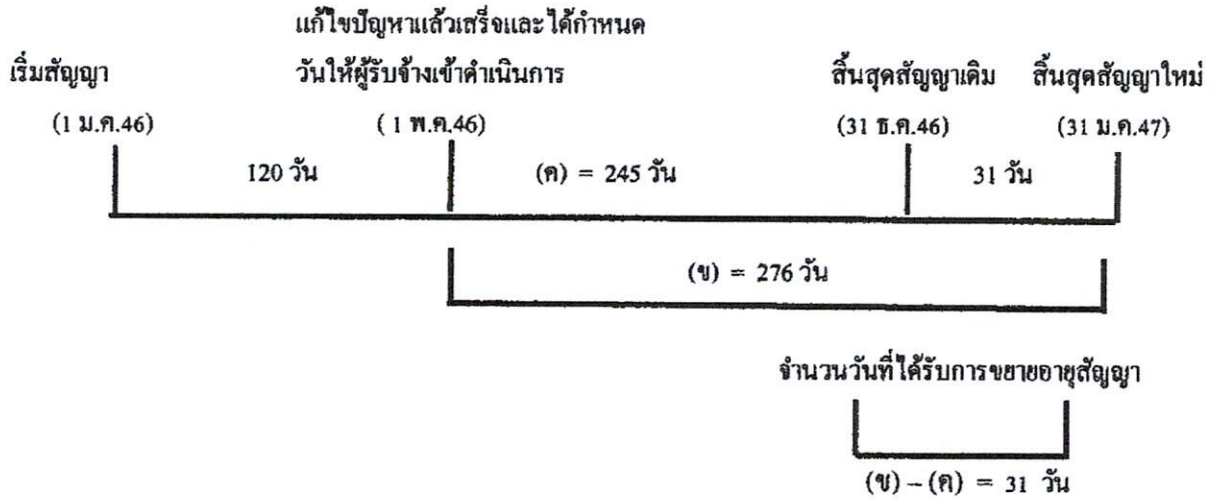 แก้ไขปัญหาแล้วเสร็จและได้กำหนด
เริ่มสัญญา วันให้ผู้รับจ้างเข้าดำเนินการ สิ้นสุดสัญญาเดิม สิ้นสุดสัญญาใหม่
(1 ม.ค.46) ( 1 พ.ค.46) (31 ธ.ค.46) (31 ม.ค.47)
120 วัน (ค) = 245 วัน 31 วัน
(ข) = 276 วัน
จำนวนวันที่ได้รับการขยายอายุสัญญา
(ข) – (ค) = 31 วัน